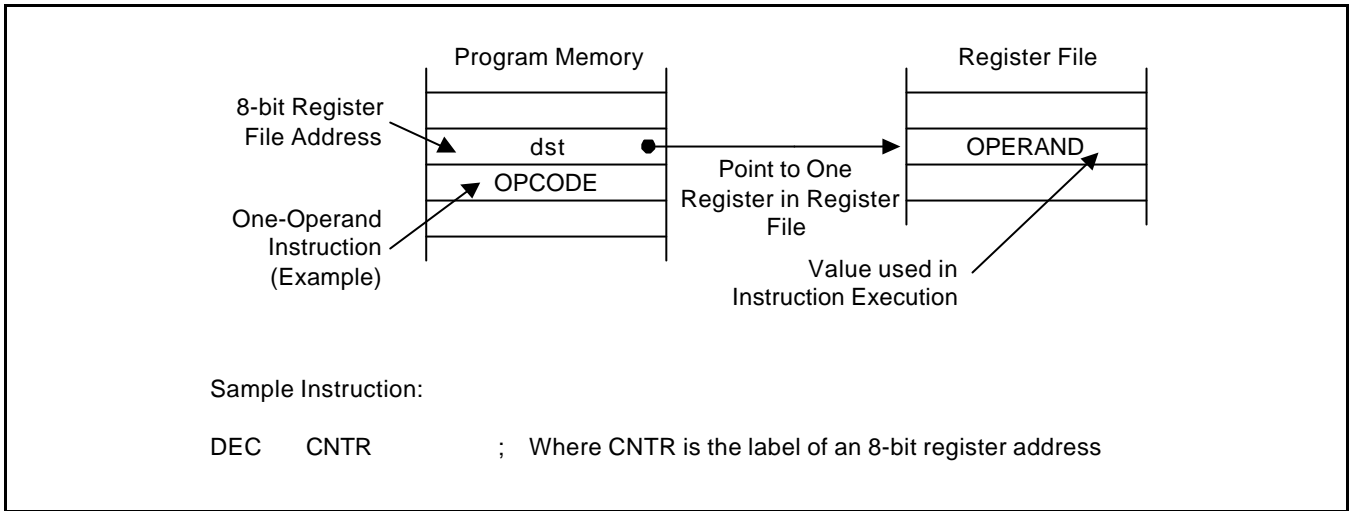 Program Memory
Register File
8-bit Register
File Address
dst
OPERAND
OPCODE
Point to One
Register in Register
File
One-Operand
Instruction
(Example)
Value used in
Instruction Execution
Sample Instruction:
DEC CNTR ; Where CNTR is the label of an 8-bit register address